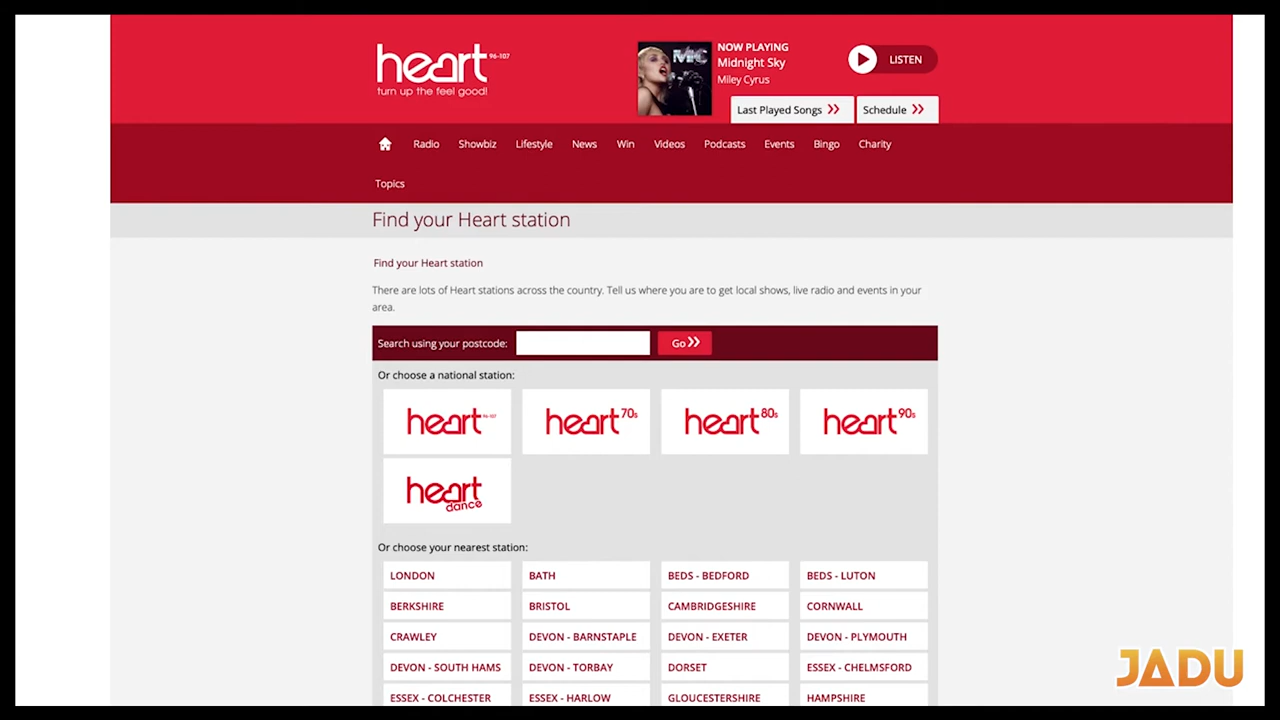 heart 96-107
turn up the feel good!
NOW PLAYING
Midnight Sky
Miley Cyrus
LISTEN
Last Played Songs
Schedule
Radio Showbiz Lifestyle News Win Videos Podcasts Events Bingo Charity
Topics
Find your Heart station
Find your Heart station
There are lots of Heart stations across the country. Tell us where you are to get local shows, live radio and events in your
area.
Search using your postcode: Go
Or choose a national station:
heart 96-107 heart 70s heart 80s heart 90s
heart dance
Or choose your nearest station:
LONDON BATH BEDS - BEDFORD BEDS - LUTON
BERKSHIRE BRISTOL CAMBRIDGESHIRE CORNWALL
CRAWLEY DEVON - BARNSTAPLE DEVON - EXETER DEVON - PLYMOUTH
DEVON - SOUTH HAMS DEVON - TORBAY DORSET ESSEX - CHELMSFORD
ESSEX - COLCHESTER ESSEX - HARLOW GLOUCESTERSHIRE HAMPSHIRE
JADU